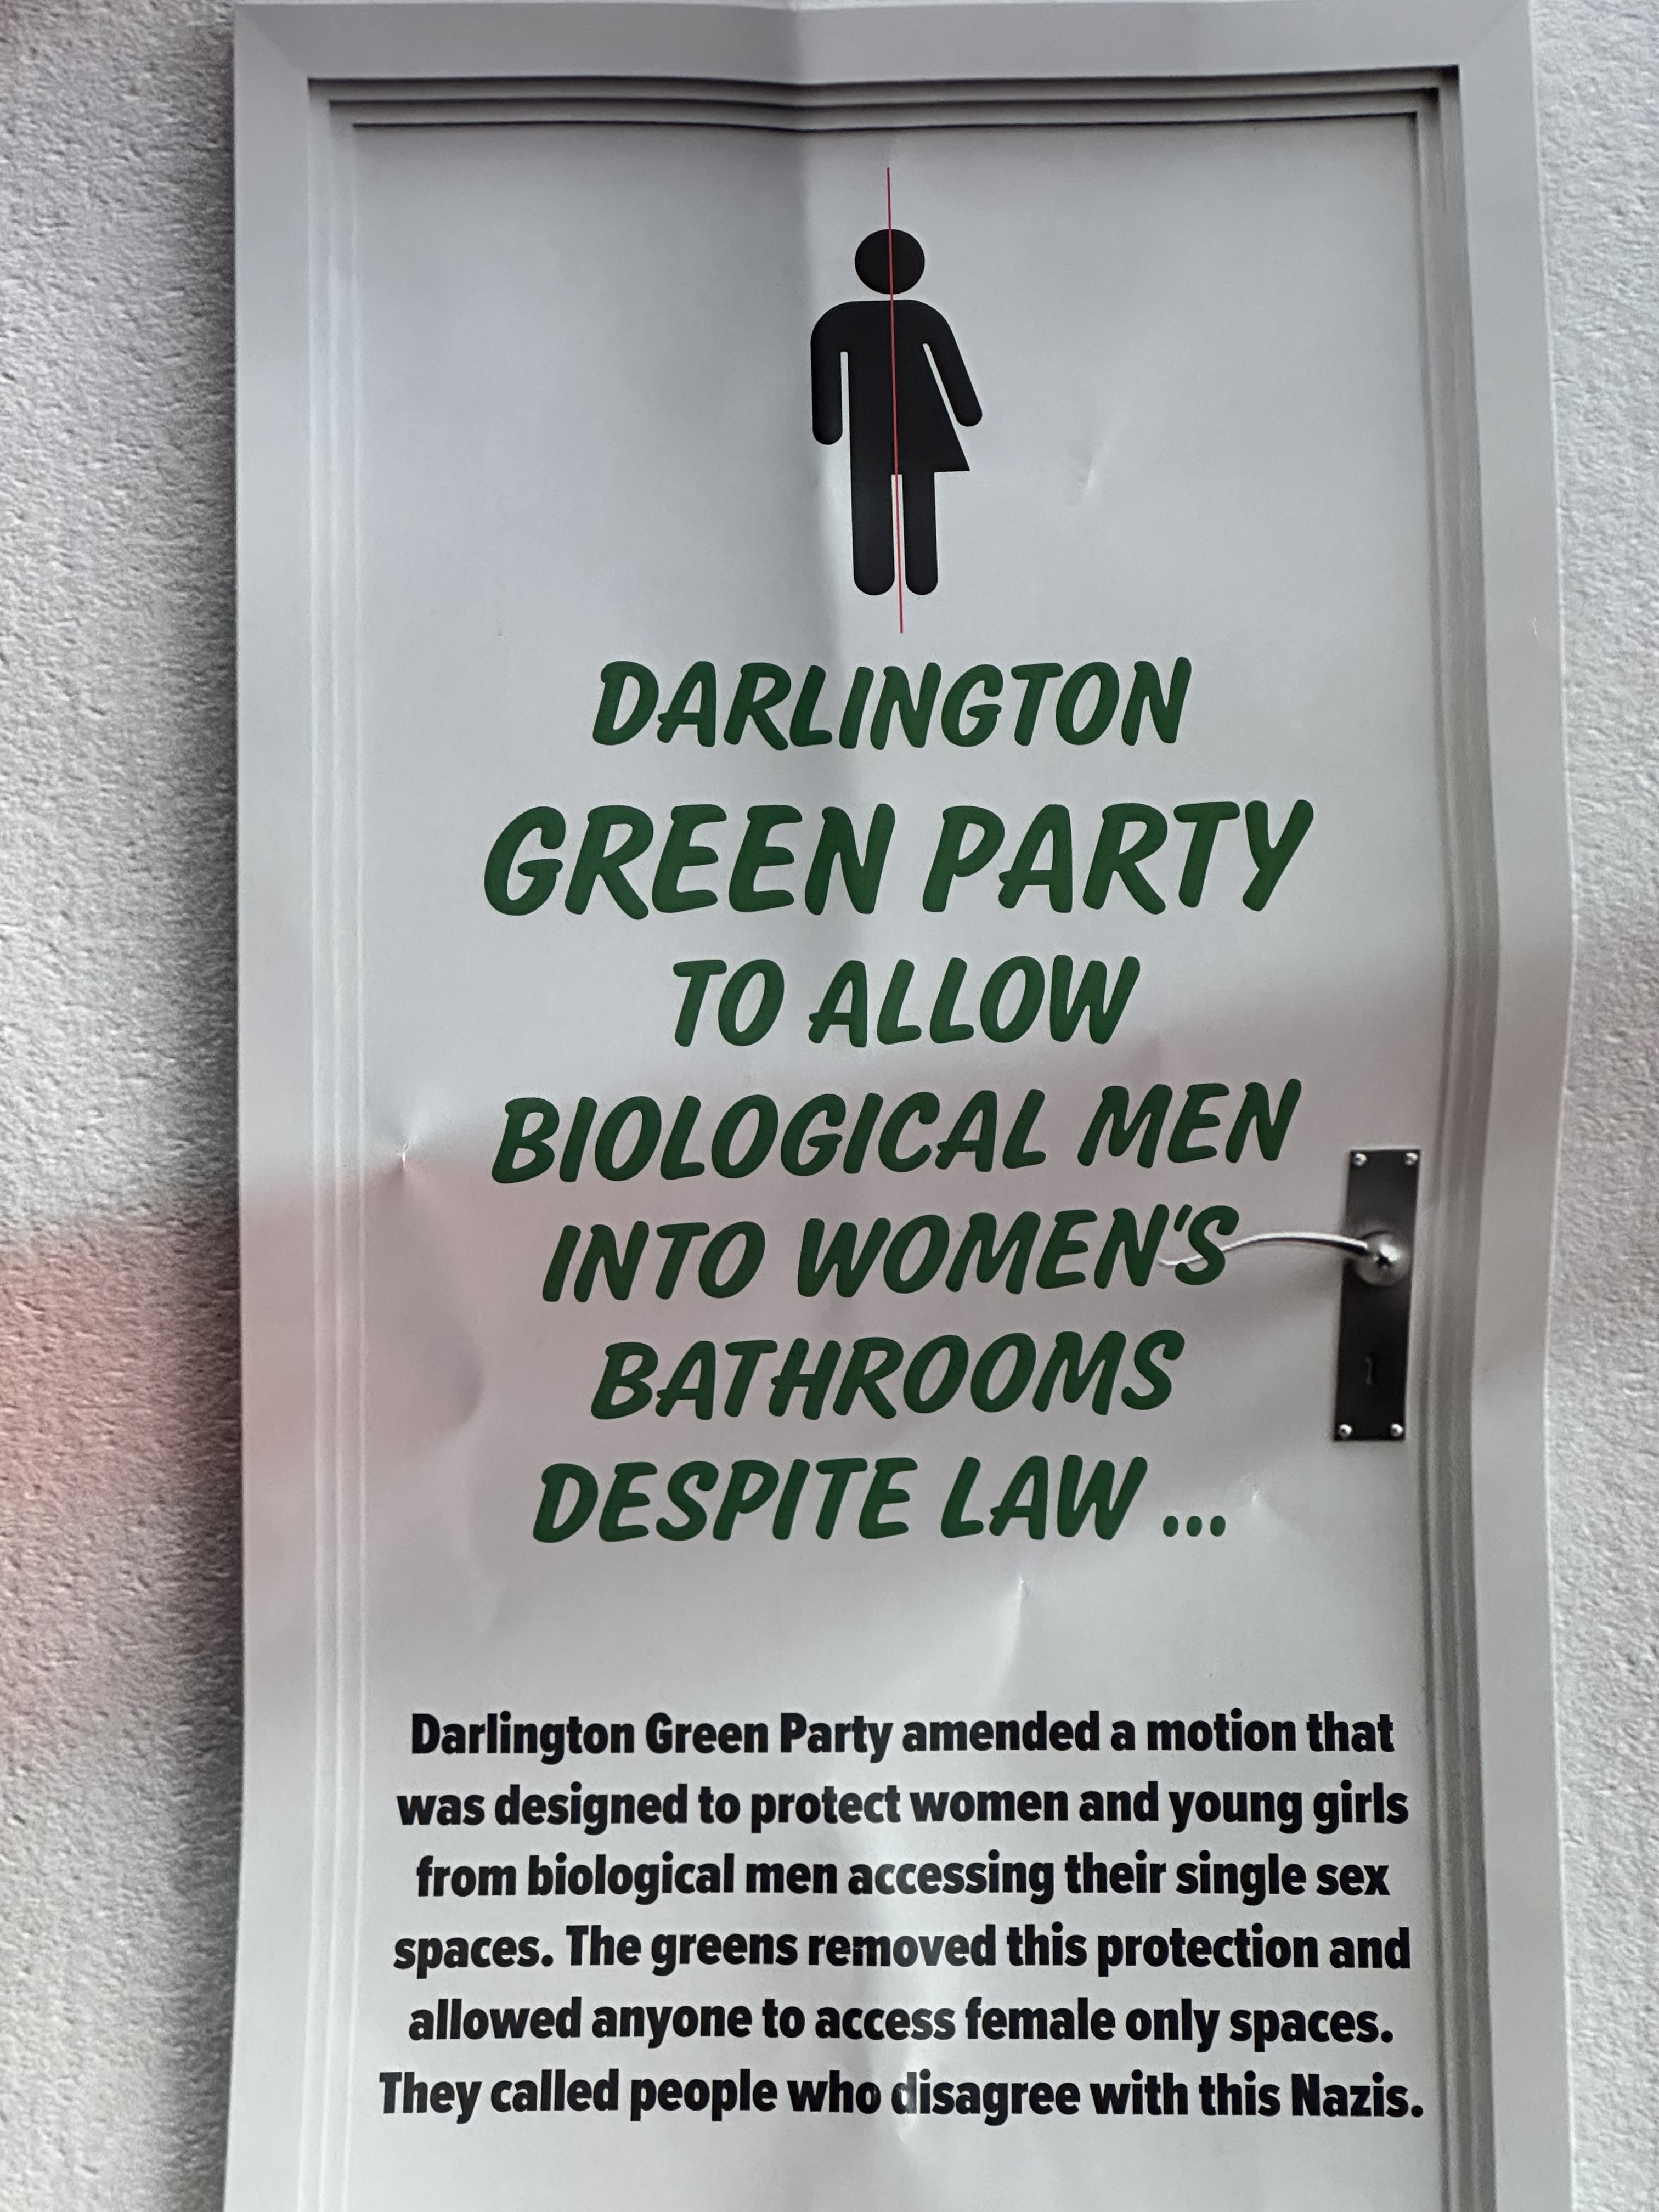 DARLINGTON
GREEN PARTY
TO ALLOW
BIOLOGICAL MEN
INTO WOMEN'S
BATHROOMS
DESPITE LAW ...
Darlington Green Party amended a motion that
was designed to protect women and young girls
from biological men accessing their single sex
spaces. The greens removed this protection and
allowed anyone to access female only spaces.
They called people who disagree with this Nazis.